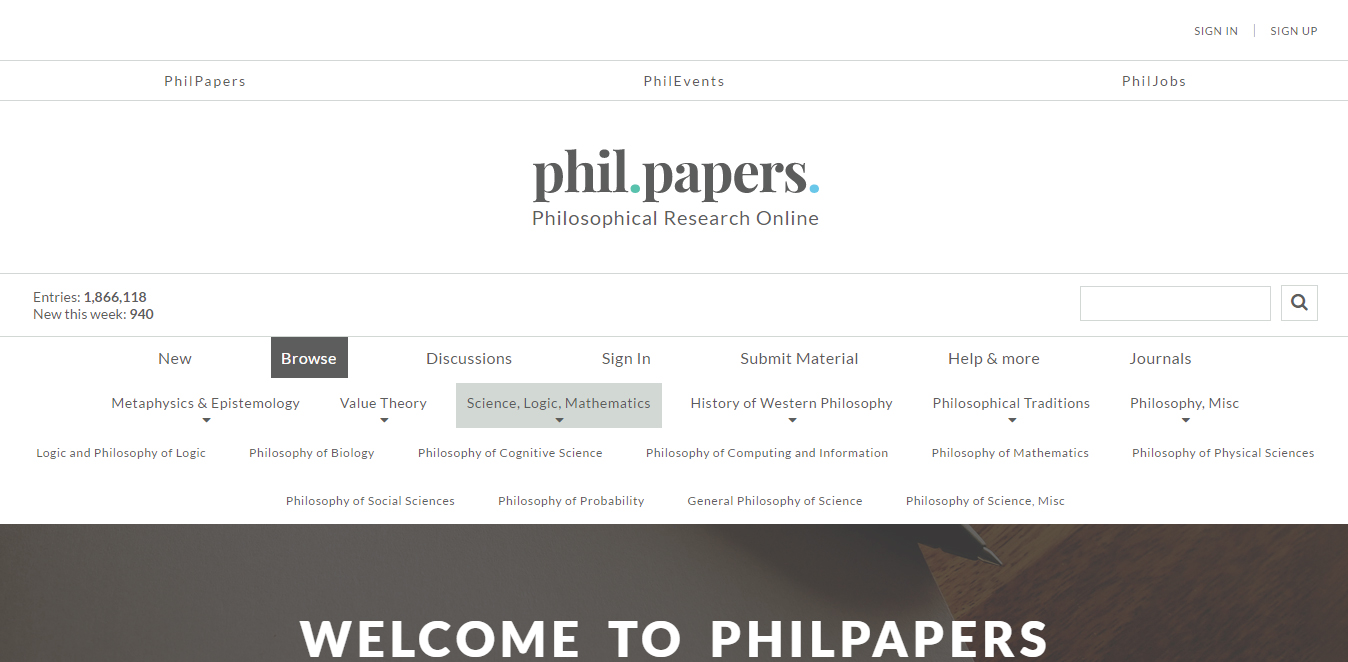 SIGN IN | SIGN UP
PhilPapers PhilEvents PhilJobs
phil.papers.
Philosophical Research Online
Entries: 1,866,118
New this week: 940
New Browse Discussions Sign In Submit Material Help & more Journals
Metaphysics & Epistemology Value Theory Science, Logic, Mathematics History of Western Philosophy Philosophical Traditions Philosophy, Misc
Logic and Philosophy of Logic Philosophy of Biology Philosophy of Cognitive Science Philosophy of Computing and Information Philosophy of Mathematics Philosophy of Physical Sciences
Philosophy of Social Sciences Philosophy of Probability General Philosophy of Science Philosophy of Science, Misc
WELCOME TO PHILPAPERS